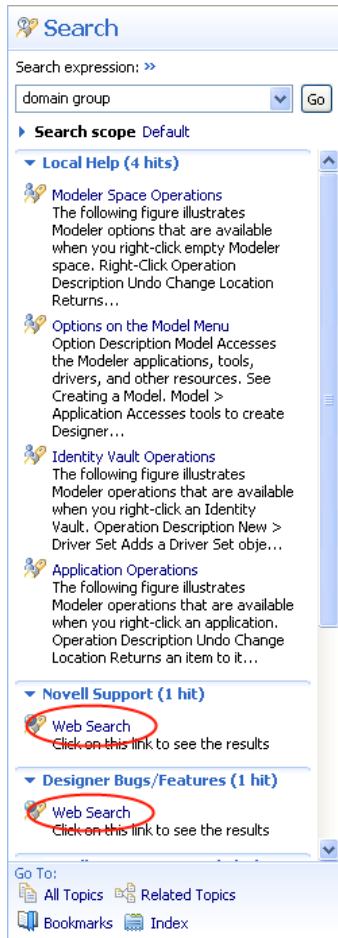 Search
Search expression: »
domain group
Go
Search scope Default
Local Help (4 hits)
Modeler Space Operations
The following figure illustrates
Modeler options that are available
when you right-click empty Modeler
space. Right-Click Operation
Description Undo Change Location
Returns...
Options on the Model Menu
Option Description Model Accesses
the Modeler applications, tools,
drivers, and other resources. See
Creating a Model. Model >
Application Accesses tools to create
Designer...
Identity Vault Operations
The following figure illustrates
Modeler operations that are available
when you right-click an Identity
Vault. Operation Description New >
Driver Set Adds a Driver Set obje...
Application Operations
The following figure illustrates
Modeler operations that are available
when you right-click an application.
Operation Description Undo Change
Location Returns an item to it...
Novell Support (1 hit)
Web Search
Click on this link to see the results
Designer Bugs/Features (1 hit)
Web Search
Click on this link to see the results
Go To:
All Topics Related Topics
Bookmarks Index